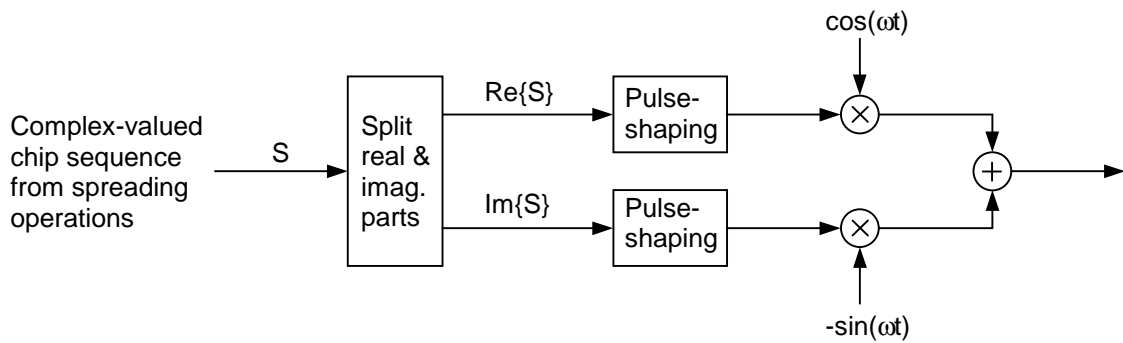 cos(ωt)
Complex-valued
chip sequence
from spreading
operations
S
Split
real &
imag.
parts
Re{S}
Im{S}
Pulse-
shaping
Pulse-
shaping
-sin(ωt)